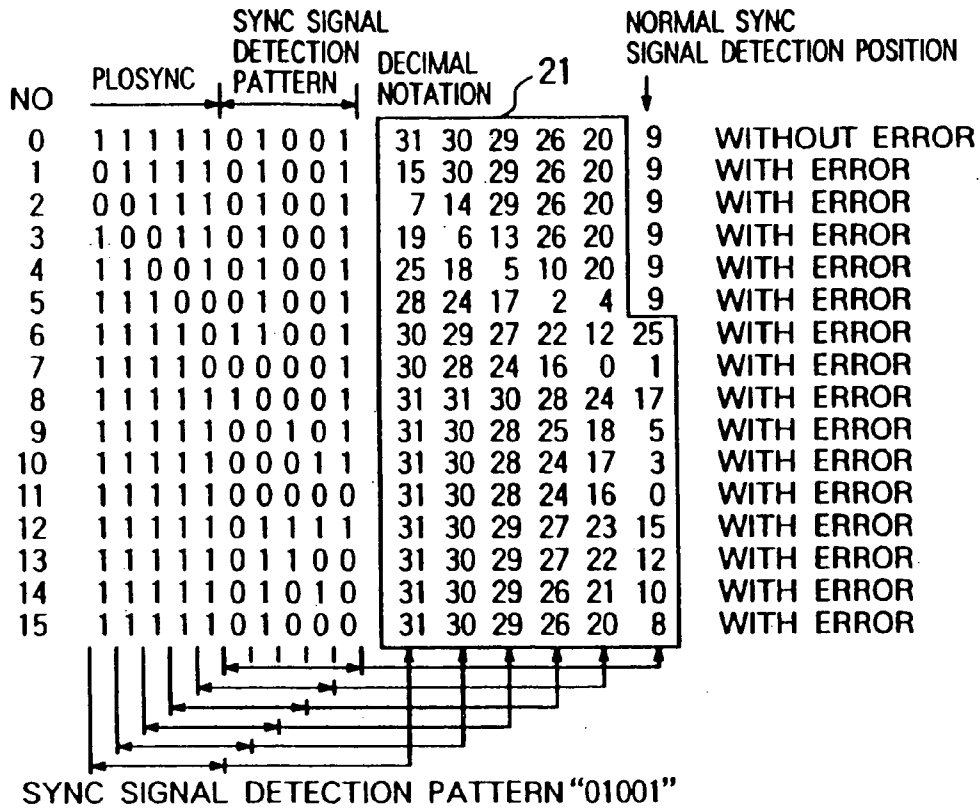 SYNC SIGNAL DETECTION PATTERN
NORMAL SYNC SIGNAL DETECTION POSITION
NO PLOSYNC DECIMAL NOTATION 21
0 1 1 1 1 1 0 1 0 0 1 31 30 29 26 20 9 WITHOUT ERROR
1 0 1 1 1 1 0 1 0 0 1 15 30 29 26 20 9 WITH ERROR
2 0 0 1 1 1 0 1 0 0 1 7 14 29 26 20 9 WITH ERROR
3 1 0 0 1 1 0 1 0 0 1 19 6 13 26 20 9 WITH ERROR
4 1 1 0 0 1 0 1 0 0 1 25 18 5 10 20 9 WITH ERROR
5 1 1 1 0 0 0 1 0 0 1 28 24 17 2 4 9 WITH ERROR
6 1 1 1 1 0 1 1 0 0 1 30 29 27 22 12 25 WITH ERROR
7 1 1 1 1 0 0 0 0 0 1 30 28 24 16 0 1 WITH ERROR
8 1 1 1 1 1 1 0 0 0 1 31 31 30 28 24 17 WITH ERROR
9 1 1 1 1 1 0 0 1 0 1 31 30 28 25 18 5 WITH ERROR
10 1 1 1 1 1 0 0 0 1 1 31 30 28 24 17 3 WITH ERROR
11 1 1 1 1 1 0 0 0 0 0 31 30 28 24 16 0 WITH ERROR
12 1 1 1 1 1 0 1 1 1 1 31 30 29 27 23 15 WITH ERROR
13 1 1 1 1 1 0 1 1 0 0 31 30 29 27 22 12 WITH ERROR
14 1 1 1 1 1 0 1 0 1 0 31 30 29 26 21 10 WITH ERROR
15 1 1 1 1 1 0 1 0 0 0 31 30 29 26 20 8 WITH ERROR
SYNC SIGNAL DETECTION PATTERN "01001"